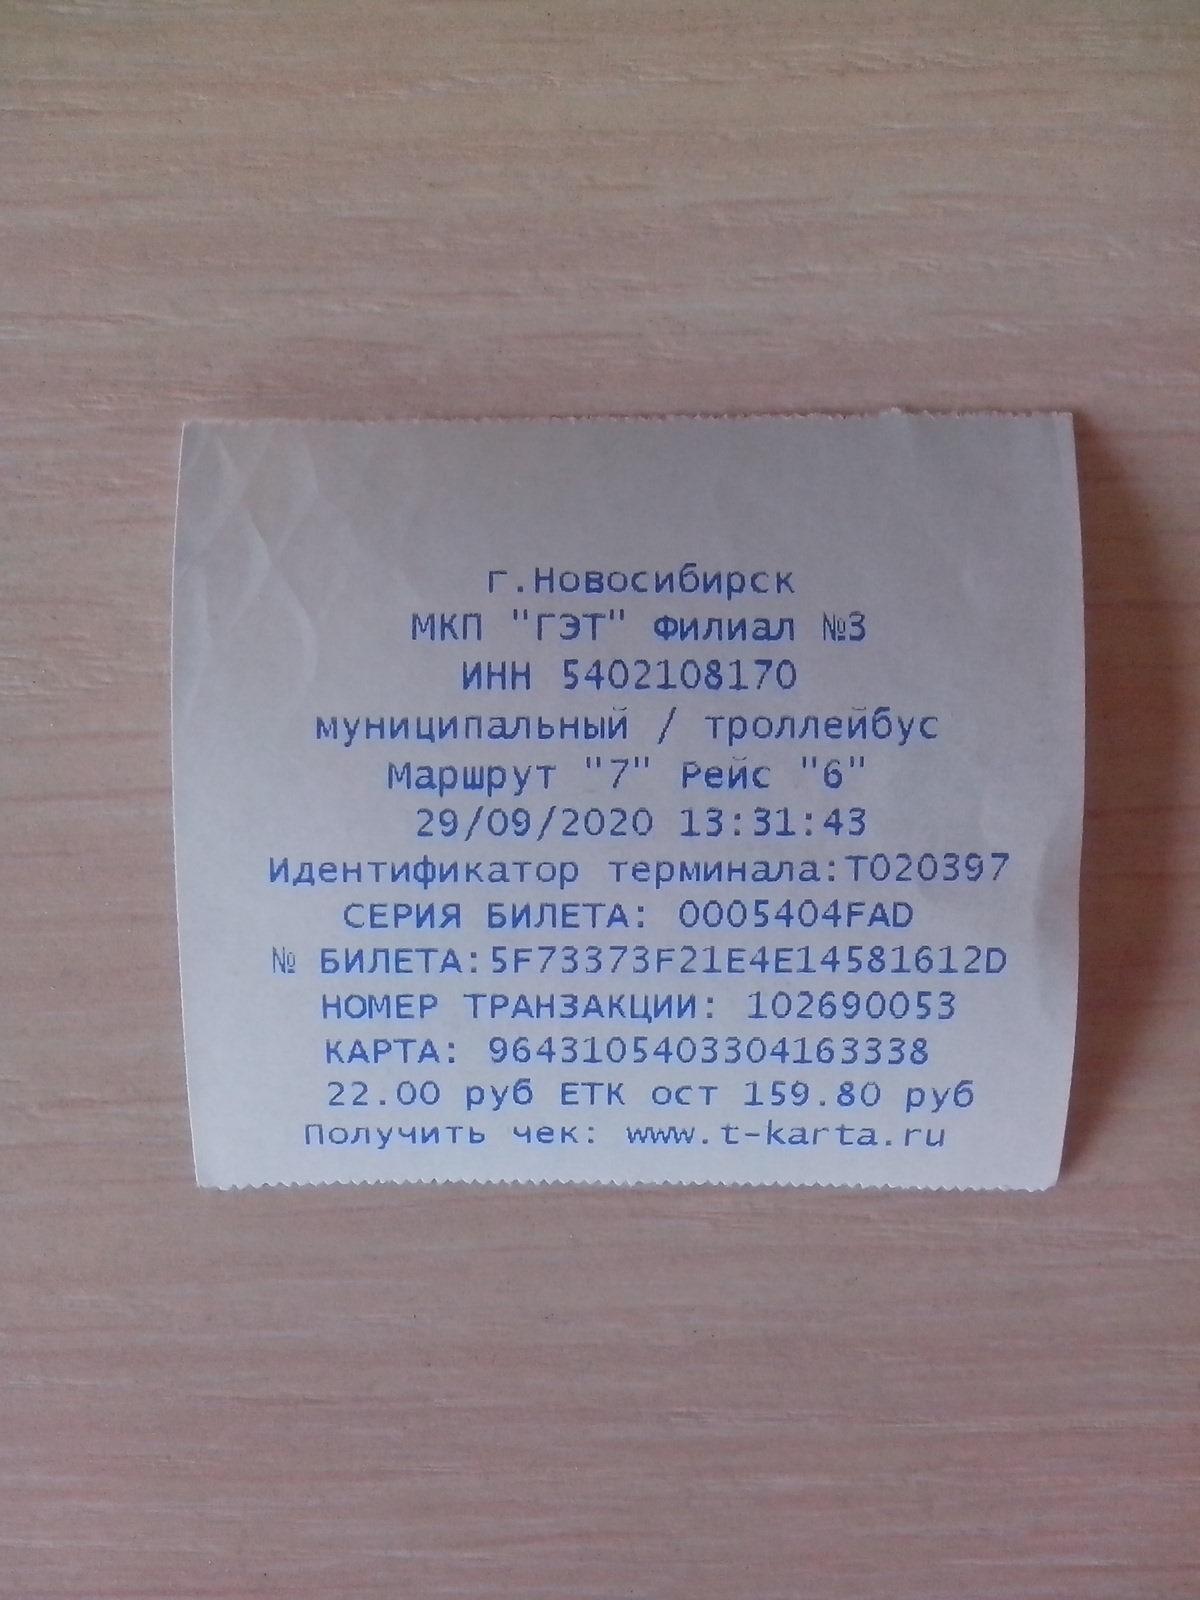 г.Новосибирск
МКП "ГЭТ" Филиал №3
ИНН 5402108170
муниципальный / троллейбус
Маршрут "7" Рейс "6"
29/09/2020 13:31:43
Идентификатор терминала:T020397
СЕРИЯ БИЛЕТА: 0005404FAD
№ БИЛЕТА:5F73373F21E4E14581612D
НОМЕР ТРАНЗАКЦИИ: 102690053
КАРТА: 9643105403304163338
22.00 руб ЕТК ост 159.80 руб
Получить чек: www.t-karta.ru